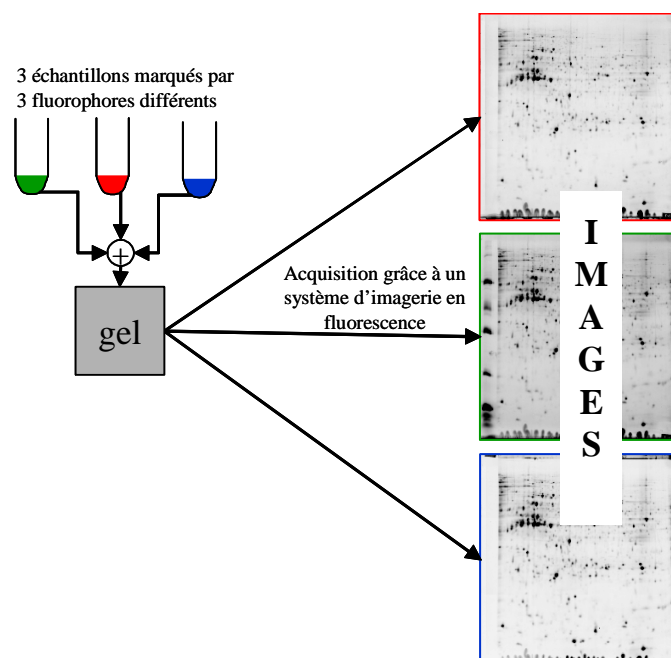 3 échantillons marqués par
3 fluorophores différents
+
gel
Acquisition grâce à un
système d’imagerie en
fluorescence
I
M
A
G
E
S